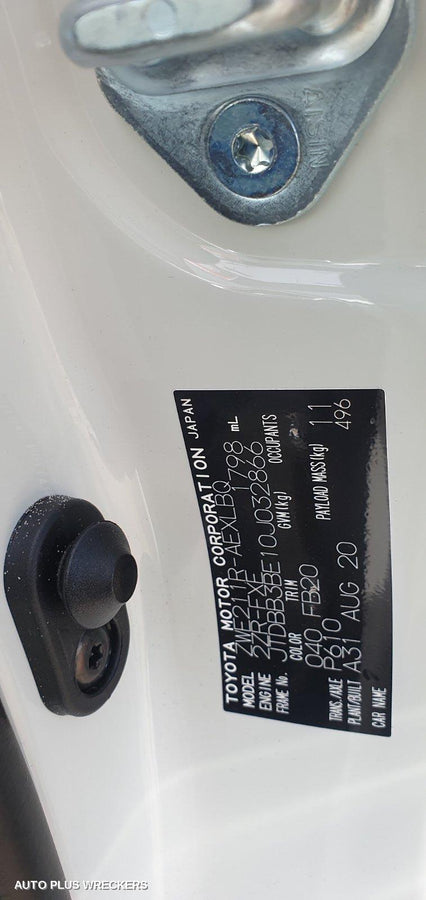 AISIN
TOYOTA MOTOR CORPORATION JAPAN
MODEL ZWE211R-AEXLBQ
ENGINE 2ZR-FXE 1798 mL
FRAME No. JTDBB3BE10J032866
COLOR TRIM GVM(kg) OCCUPANTS
040 FB20
TRANS./AXLE P610 PAYLOAD MASS(kg) 11
PLANT/BUILT A31 AUG 20 496
CAR NAME
AUTO PLUS WRECKERS